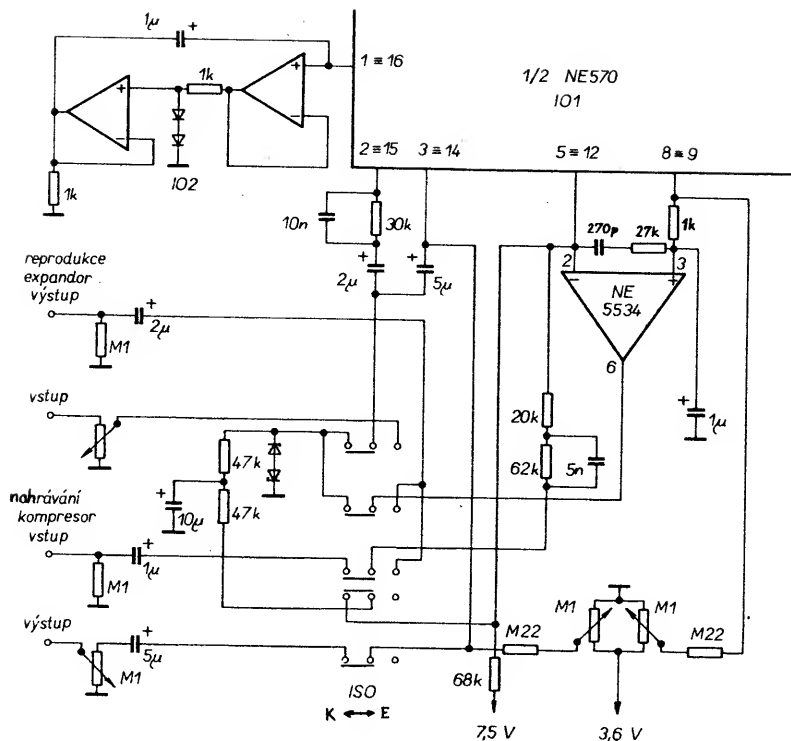 1μ
+
1 ≡ 16
1/2 NE570
IO1
+
−
1k
+
−
2 ≡ 15
3 ≡ 14
5 ≡ 12
8 ≡ 9
1k
IO2
10n
30k
270p
27k
1k
reprodukce
expandor
výstup
+
2μ
+
5μ
2
−
3
+
NE
5534
+
2μ
M1
6
vstup
20k
+
1μ
47k
62k
5n
nahrávání
kompresor
vstup
+
10μ
47k
+
1μ
M1
M1
M1
výstup
+
5μ
M1
M22
M22
ISO
68k
K ⟷ E
7,5 V
3,6 V